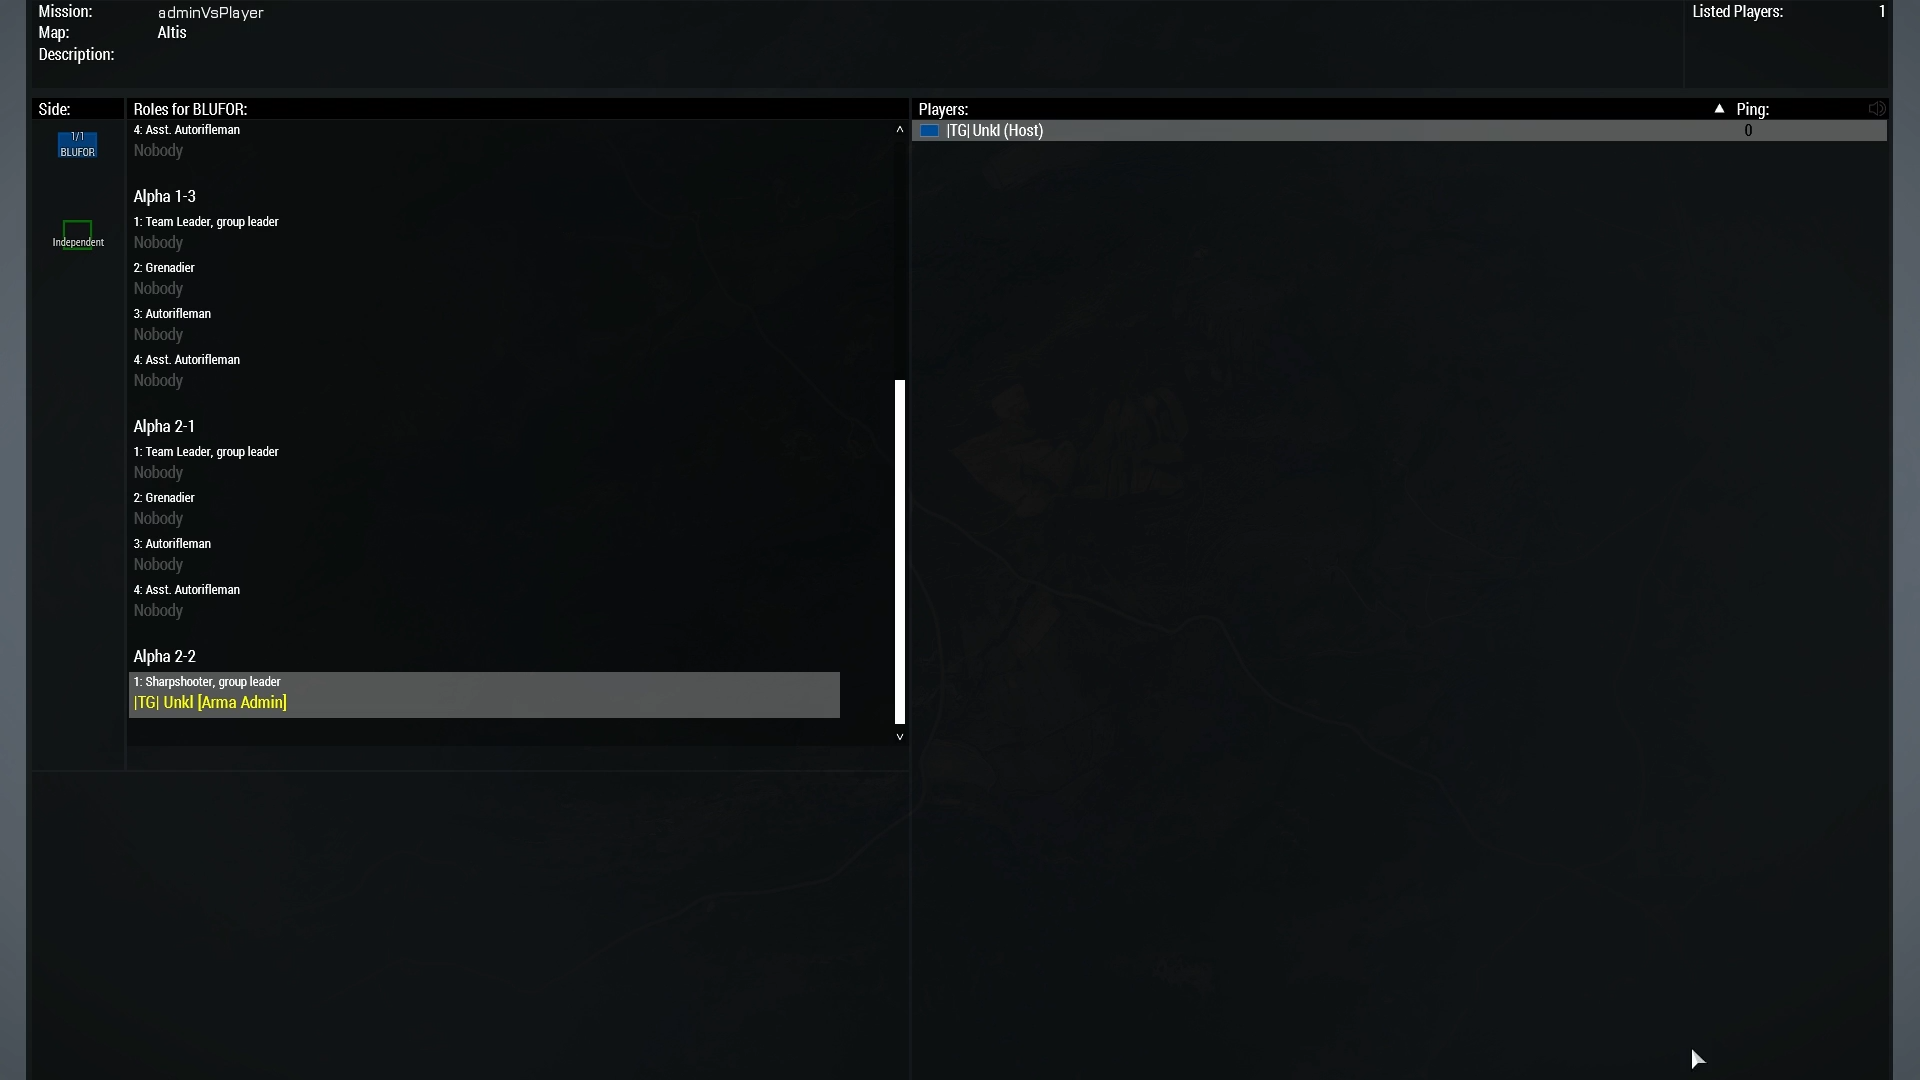 Mission: adminVsPlayer
Map: Altis
Description:
Listed Players: 1
Side:
1/1
BLUFOR
Independent
Roles for BLUFOR:
4: Asst. Autorifleman
Nobody
Alpha 1-3
1: Team Leader, group leader
Nobody
2: Grenadier
Nobody
3: Autorifleman
Nobody
4: Asst. Autorifleman
Nobody
Alpha 2-1
1: Team Leader, group leader
Nobody
2: Grenadier
Nobody
3: Autorifleman
Nobody
4: Asst. Autorifleman
Nobody
Alpha 2-2
1: Sharpshooter, group leader
|TG| Unkl [Arma Admin]
Players: Ping:
|TG| Unkl (Host) 0